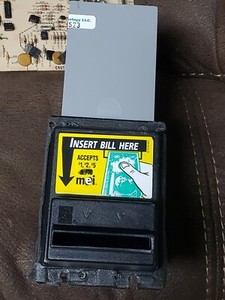 INSERT BILL HERE
ACCEPTS
$1, $2, $5
mei